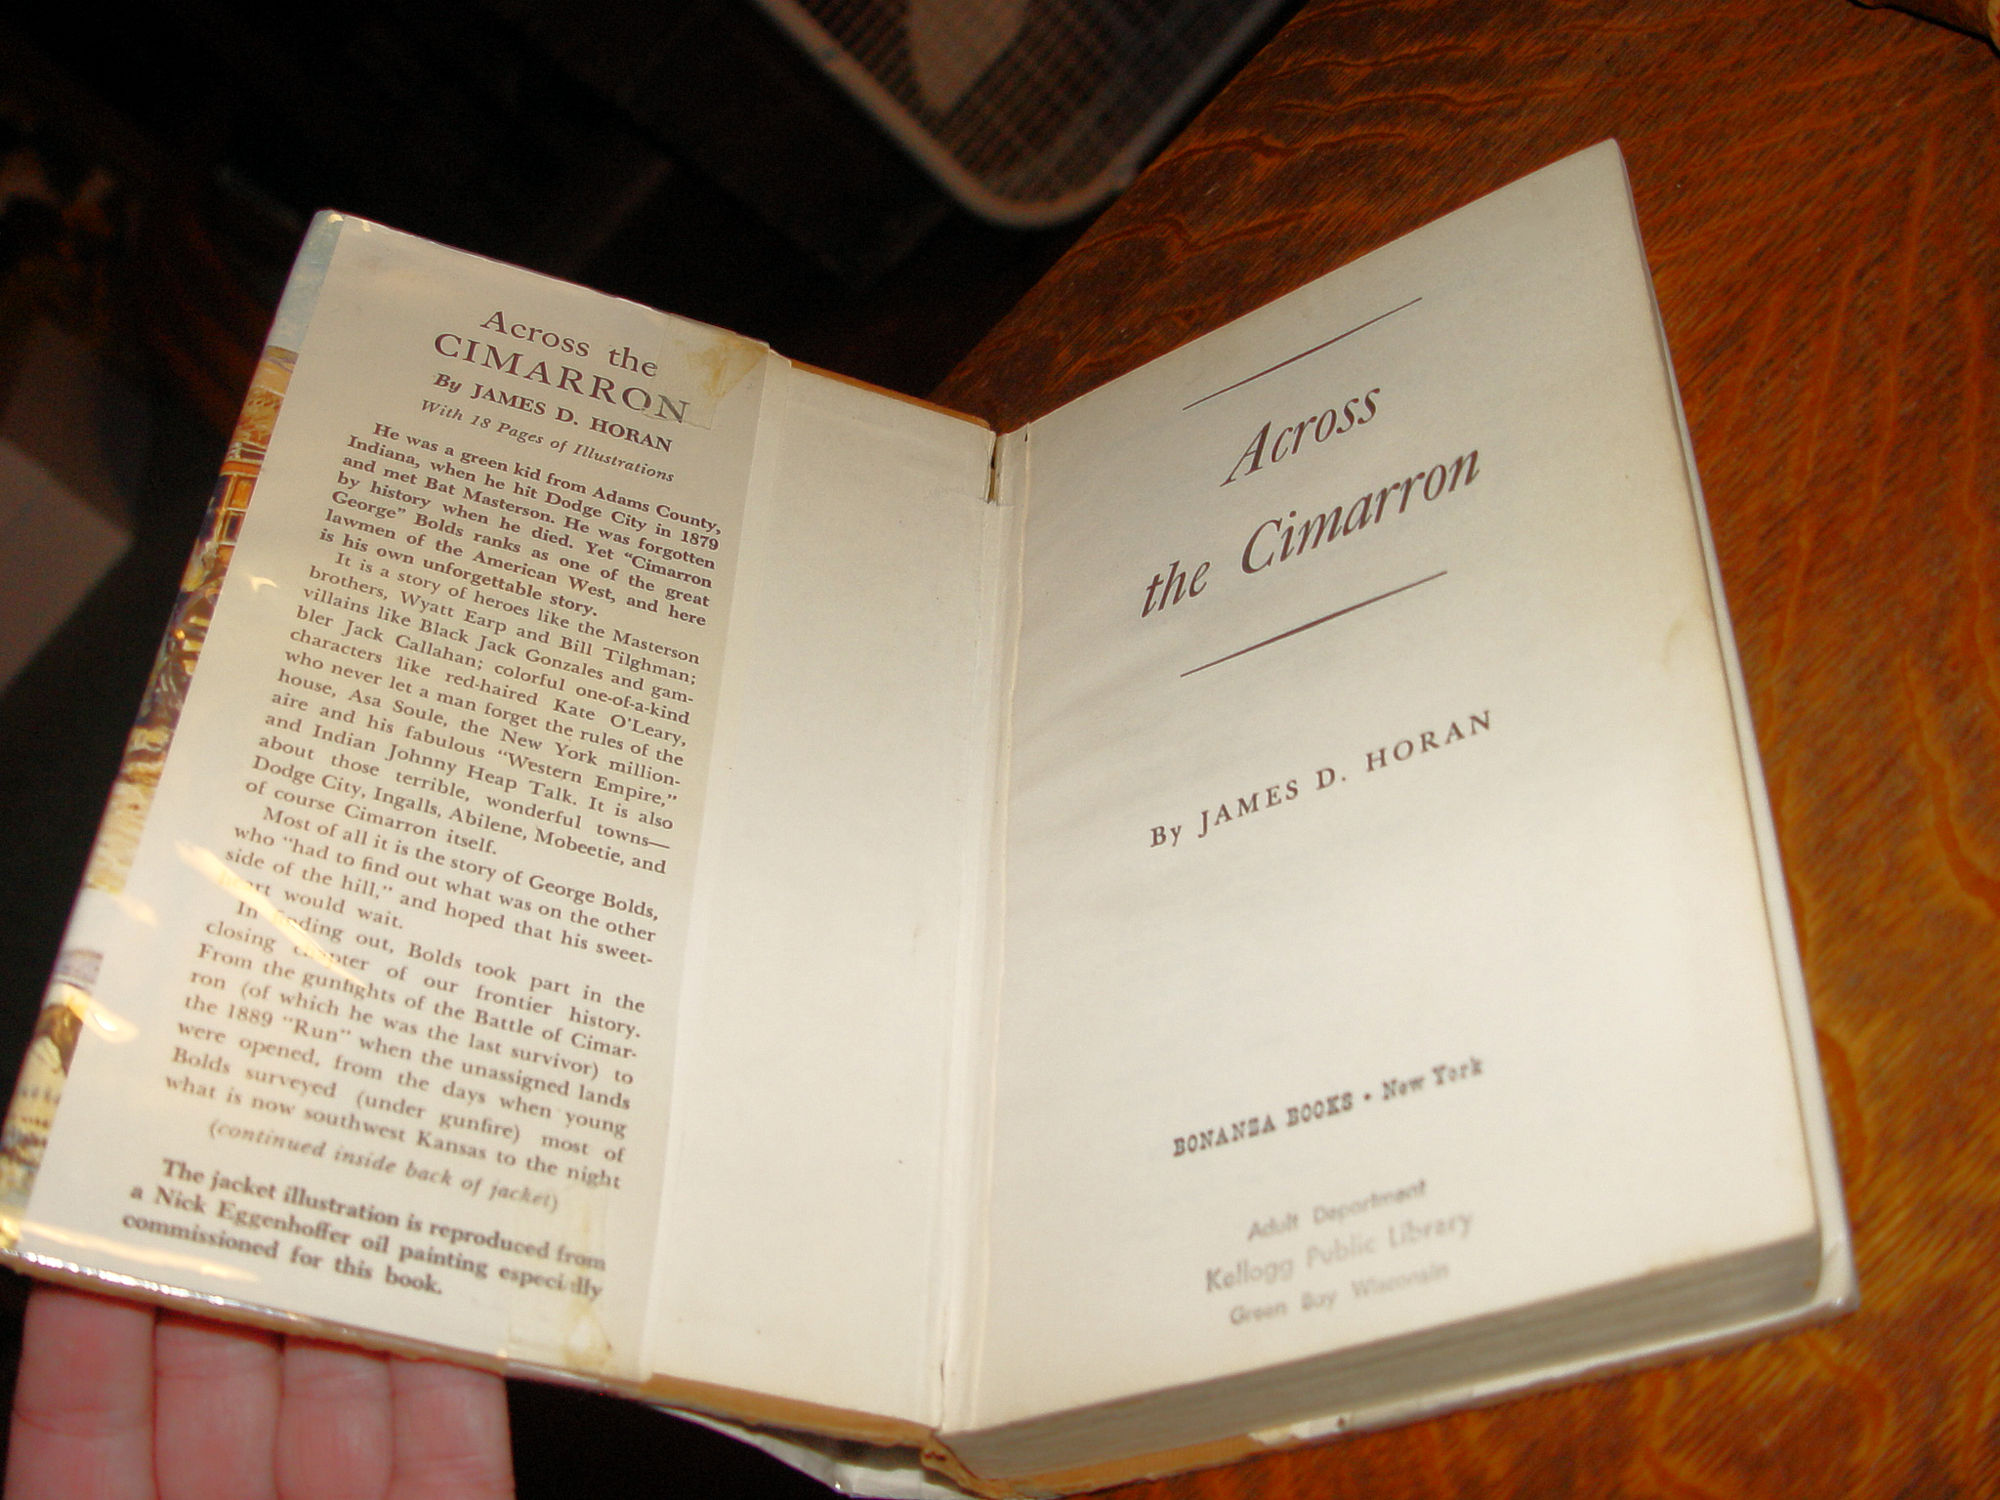 Across the
CIMARRON
By JAMES D. HORAN
With 18 Pages of Illustrations
He was a green kid from Adams County,
Indiana, when he hit Dodge City in 1879
and met Bat Masterson. He was forgotten
by history when he died. Yet "Cimarron
George" Bolds ranks as one of the great
lawmen of the American West, and here
is his own unforgettable story.
It is a story of heroes like the Masterson
brothers, Wyatt Earp and Bill Tilghman;
villains like Black Jack Gonzales and gam-
bler Jack Callahan; colorful one-of-a-kind
characters like red-haired Kate O'Leary,
who never let a man forget the rules of the
house, Asa Soule, the New York million-
aire and his fabulous "Western Empire,"
and Indian Johnny Heap Talk. It is also
about those terrible, wonderful towns—
Dodge City, Ingalls, Abilene, Mobeetie, and
of course Cimarron itself.
Most of all it is the story of George Bolds,
who "had to find out what was on the other
side of the hill," and hoped that his sweet-
heart would wait.
In finding out, Bolds took part in the
closing chapter of our frontier history.
From the gunfights of the Battle of Cimar-
ron (of which he was the last survivor) to
the 1889 "Run" when the unassigned lands
were opened, from the days when young
Bolds surveyed (under gunfire) most of
what is now southwest Kansas to the night
(continued inside back of jacket)
The jacket illustration is reproduced from
a Nick Eggenhoffer oil painting especially
commissioned for this book.
Across
the Cimarron
By JAMES D. HORAN
BONANZA BOOKS • New York
Adult Department
Kellogg Public Library
Green Bay Wisconsin